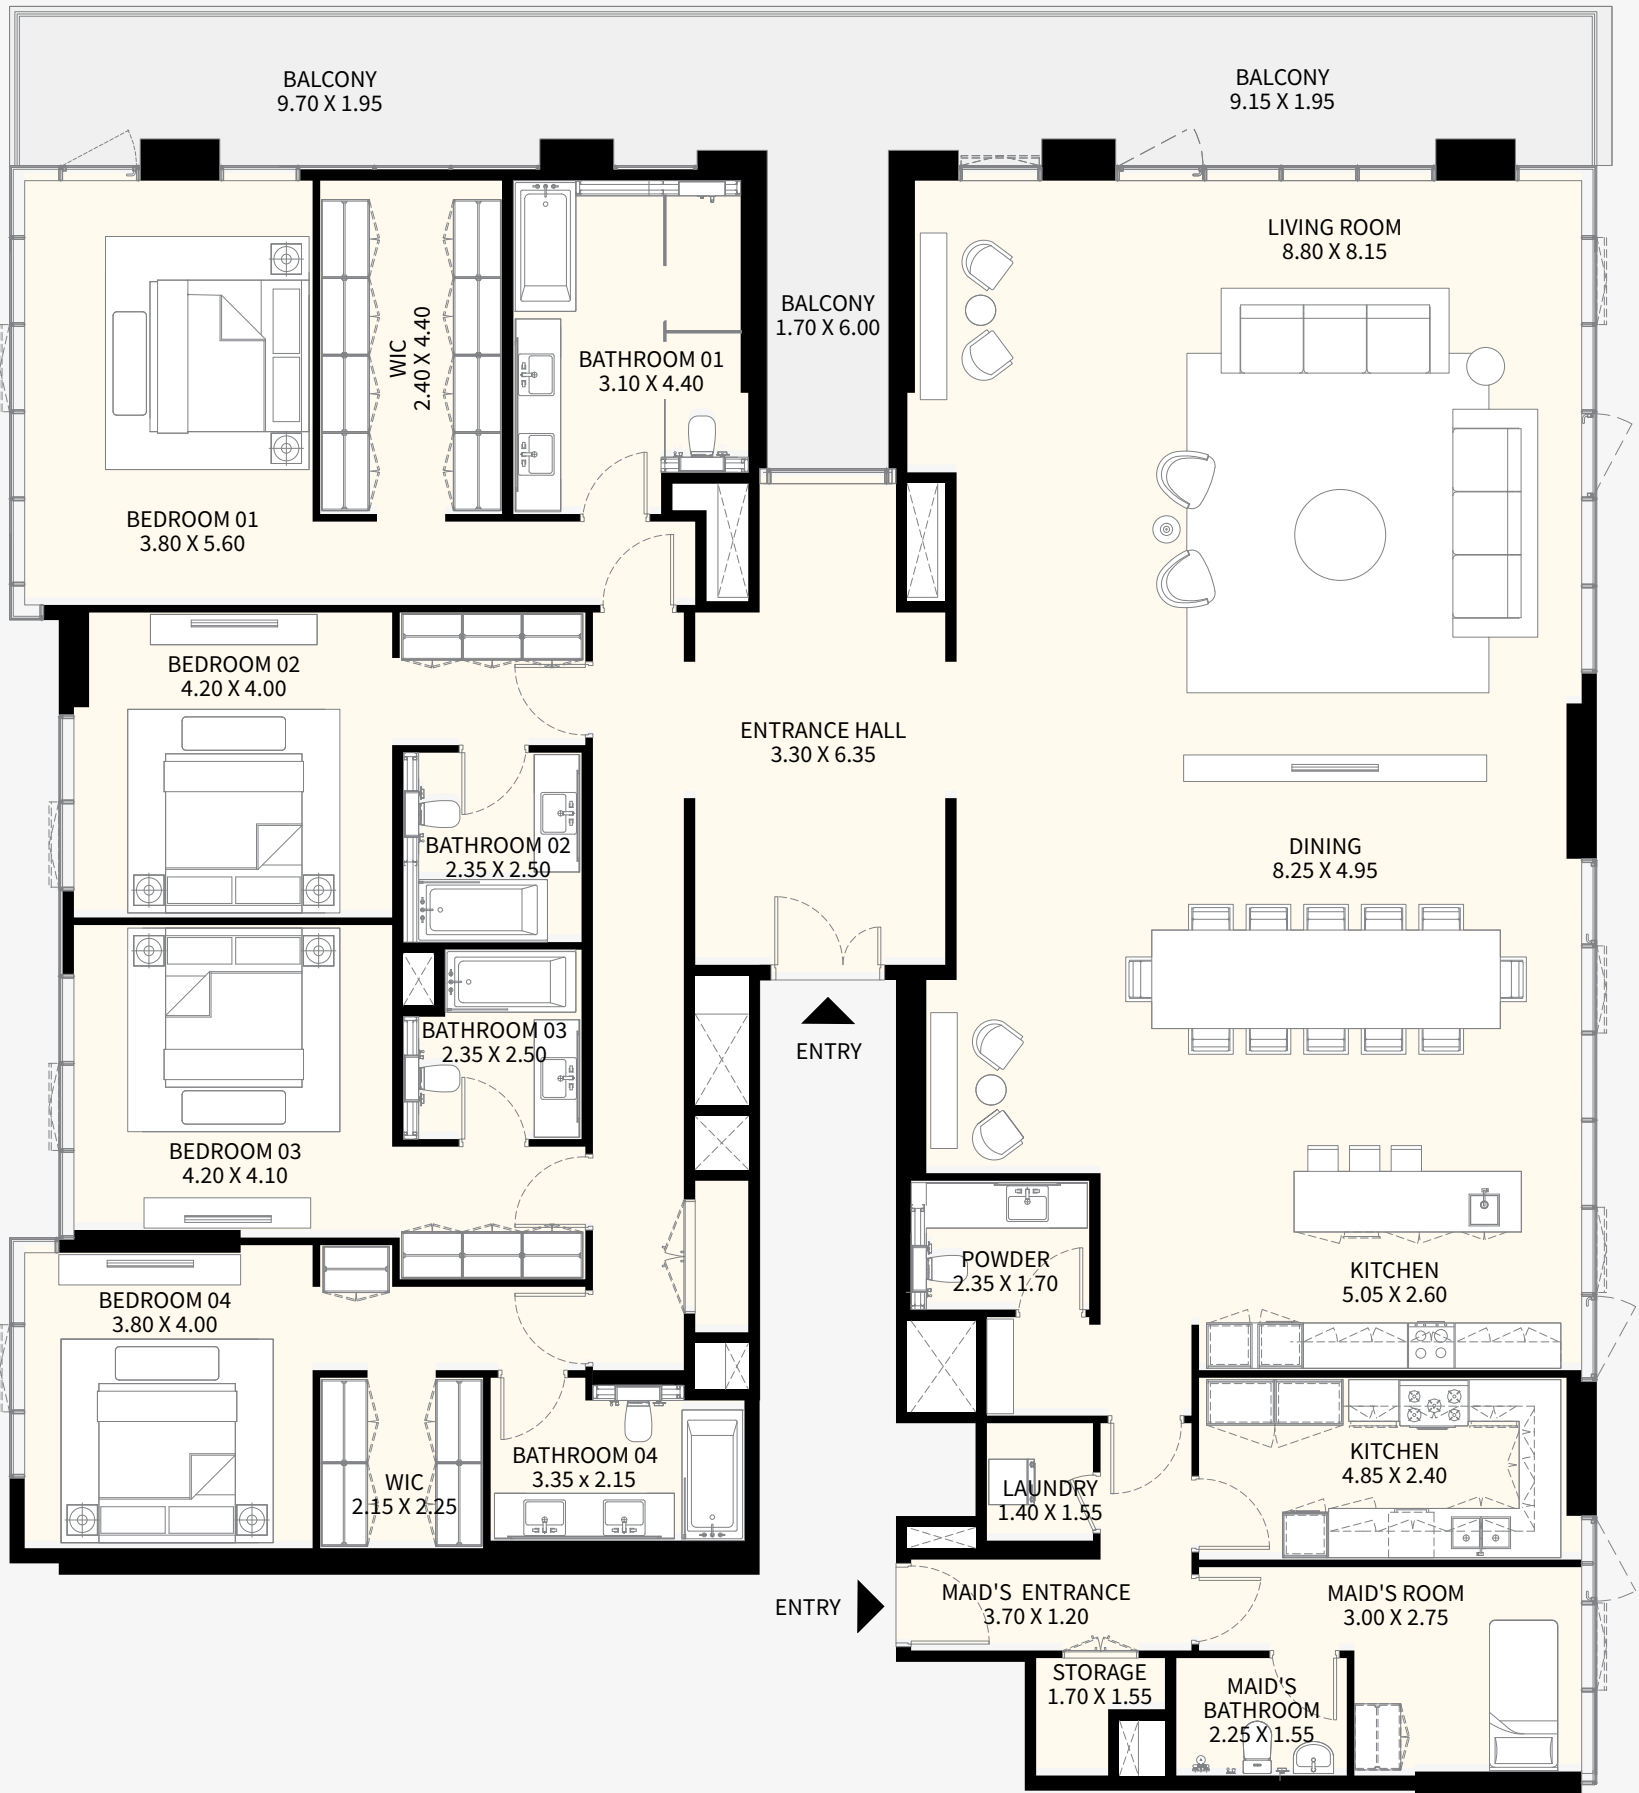 BALCONY
9.70 X 1.95
BALCONY
9.15 X 1.95
LIVING ROOM
8.80 X 8.15
BALCONY
1.70 X 6.00
WIC
2.40 X 4.40
BATHROOM 01
3.10 X 4.40
BEDROOM 01
3.80 X 5.60
BEDROOM 02
4.20 X 4.00
ENTRANCE HALL
3.30 X 6.35
BATHROOM 02
2.35 X 2.50
DINING
8.25 X 4.95
BATHROOM 03
2.35 X 2.50
ENTRY
BEDROOM 03
4.20 X 4.10
POWDER
2.35 X 1.70
KITCHEN
5.05 X 2.60
BEDROOM 04
3.80 X 4.00
BATHROOM 04
3.35 x 2.15
WIC
2.15 X 2.25
KITCHEN
4.85 X 2.40
LAUNDRY
1.40 X 1.55
ENTRY
MAID'S ENTRANCE
3.70 X 1.20
MAID'S ROOM
3.00 X 2.75
STORAGE
1.70 X 1.55
MAID'S
BATHROOM
2.25 X 1.55